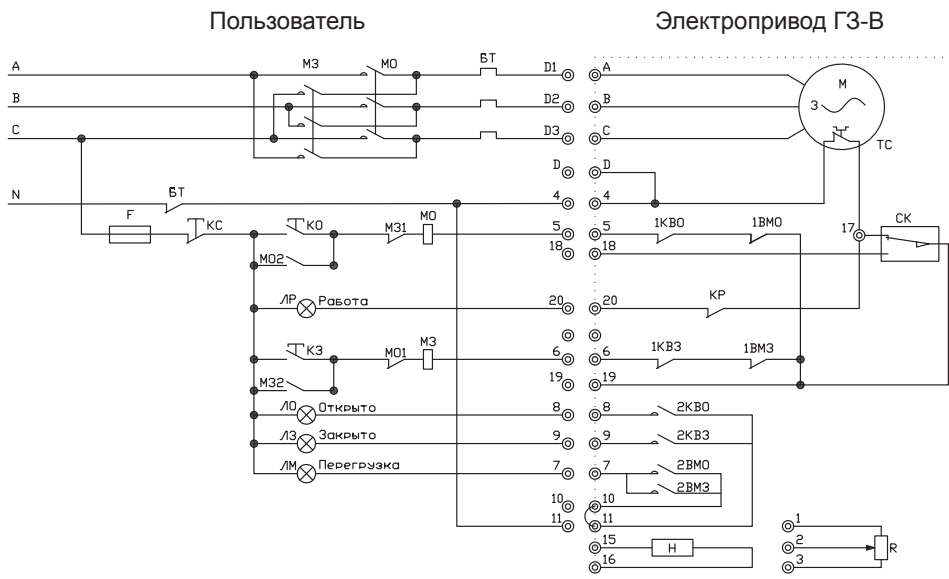 Пользователь Электропривод ГЗ-В
A МЗ МО БТ D1 A М
B D2 B 3
C D3 C ТС
D D
N БТ 4 4
F КС КО МЗ1 МО 5 5 1КВО 1ВМО 17 СК
МО2 18 18
ЛР Работа 20 20 КР
КЗ МО1 МЗ 6 6 1КВЗ 1ВМЗ
МЗ2 19 19
ЛО Открыто 8 8 2КВО
ЛЗ Закрыто 9 9 2КВЗ
ЛМ Перегрузка 7 7 2ВМО
2ВМЗ
10 10
11 11 1
15 Н 2 R
16 3